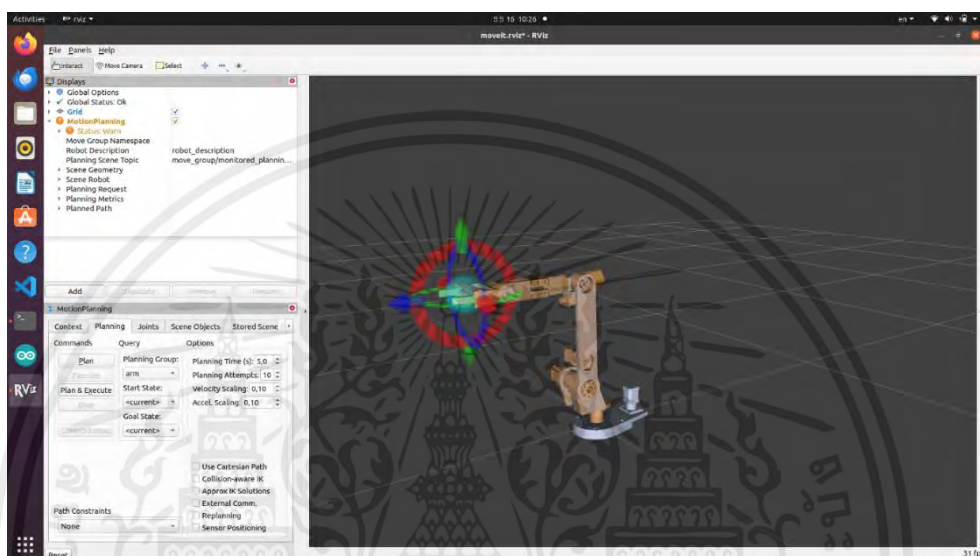 Activities
rviz
16 10:26
en
moveit.rviz* - RViz
File Panels Help
Interact Move Camera Select
Displays
Global Options
Global Status: Ok
Grid
MotionPlanning
Status: Warn
Move Group Namespace
Robot Description robot_description
Planning Scene Topic move_group/monitored_plannin...
Scene Geometry
Scene Robot
Planning Request
Planning Metrics
Planned Path
Add
MotionPlanning
Context Planning Joints Scene Objects Stored Scene
Commands Query Options
Plan Planning Group: Planning Time (s): 5,0
arm Planning Attempts: 10
Plan & Execute Start State: Velocity Scaling: 0,10
<current> Accel. Scaling: 0,10
Goal State:
<current>
Use Cartesian Path
Collision-aware IK
Approx IK Solutions
External Comm.
Path Constraints Replanning
None Sensor Positioning
Reset
RViz